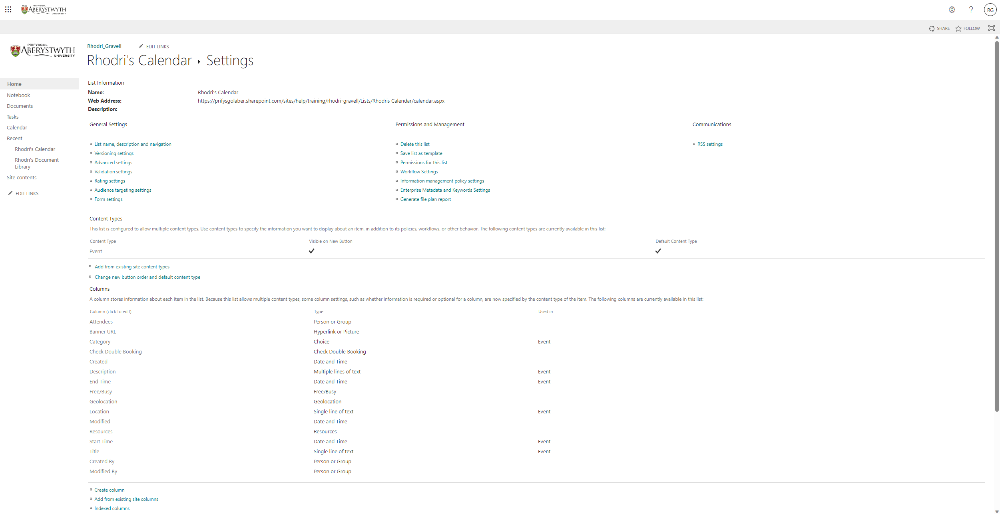 1872 PRIFYSGOL
ABERYSTWYTH
UNIVERSITY
RG
SHARE
FOLLOW
PRIFYSGOL
ABERYSTWYTH
UNIVERSITY
Rhodri_Gravell
EDIT LINKS
Rhodri's Calendar ▸ Settings
Home
Notebook
Documents
Tasks
Calendar
Recent
Rhodri's Calendar
Rhodri's Document
Library
Site contents
EDIT LINKS
List Information
Name: Rhodri's Calendar
Web Address: https://prifysgolaber.sharepoint.com/sites/help/training/rhodri-gravell/Lists/Rhodris Calendar/calendar.aspx
Description:
General Settings
List name, description and navigation
Versioning settings
Advanced settings
Validation settings
Rating settings
Audience targeting settings
Form settings
Permissions and Management
Delete this list
Save list as template
Permissions for this list
Workflow Settings
Information management policy settings
Enterprise Metadata and Keywords Settings
Generate file plan report
Communications
RSS settings
Content Types
This list is configured to allow multiple content types. Use content types to specify the information you want to display about an item, in addition to its policies, workflows, or other behavior. The following content types are currently available in this list:
Content Type Visible on New Button Default Content Type
Event ✓ ✓
Add from existing site content types
Change new button order and default content type
Columns
A column stores information about each item in the list. Because this list allows multiple content types, some column settings, such as whether information is required or optional for a column, are now specified by the content type of the item. The following columns are currently available in this list:
Column (click to edit) Type Used in
Attendees Person or Group
Banner URL Hyperlink or Picture
Category Choice Event
Check Double Booking Check Double Booking
Created Date and Time
Description Multiple lines of text Event
End Time Date and Time Event
Free/Busy Free/Busy
Geolocation Geolocation
Location Single line of text Event
Modified Date and Time
Resources Resources
Start Time Date and Time Event
Title Single line of text Event
Created By Person or Group
Modified By Person or Group
Create column
Add from existing site columns
Indexed columns